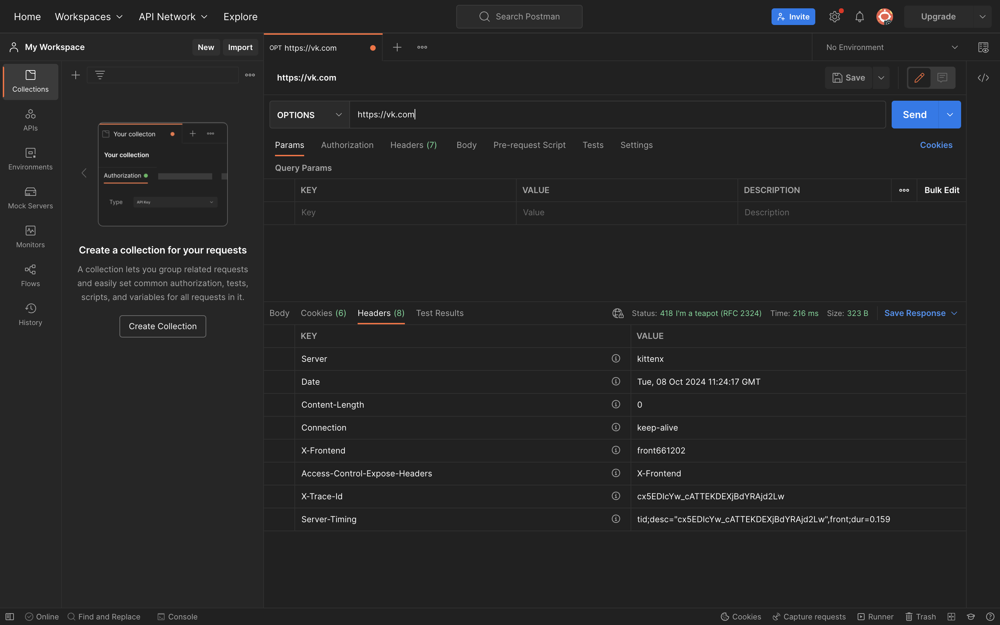 Home Workspaces API Network Explore
Search Postman
Invite
Upgrade
My Workspace
New Import
OPT https://vk.com
No Environment
Collections
APIs
Environments
Mock Servers
Monitors
Flows
History
Your collecton
Your collection
Authorization
Type API Key
Create a collection for your requests
A collection lets you group related requests
and easily set common authorization, tests,
scripts, and variables for all requests in it.
Create Collection
https://vk.com
Save
OPTIONS https://vk.com
Send
Params Authorization Headers (7) Body Pre-request Script Tests Settings Cookies
Query Params
KEY VALUE DESCRIPTION Bulk Edit
Key Value Description
Body Cookies (6) Headers (8) Test Results Status: 418 I'm a teapot (RFC 2324) Time: 216 ms Size: 323 B Save Response
KEY VALUE
Server kittenx
Date Tue, 08 Oct 2024 11:24:17 GMT
Content-Length 0
Connection keep-alive
X-Frontend front661202
Access-Control-Expose-Headers X-Frontend
X-Trace-Id cx5EDIcYw_cATTEKDEXjBdYRAjd2Lw
Server-Timing tid;desc="cx5EDIcYw_cATTEKDEXjBdYRAjd2Lw",front;dur=0.159
Online Find and Replace Console Cookies Capture requests Runner Trash